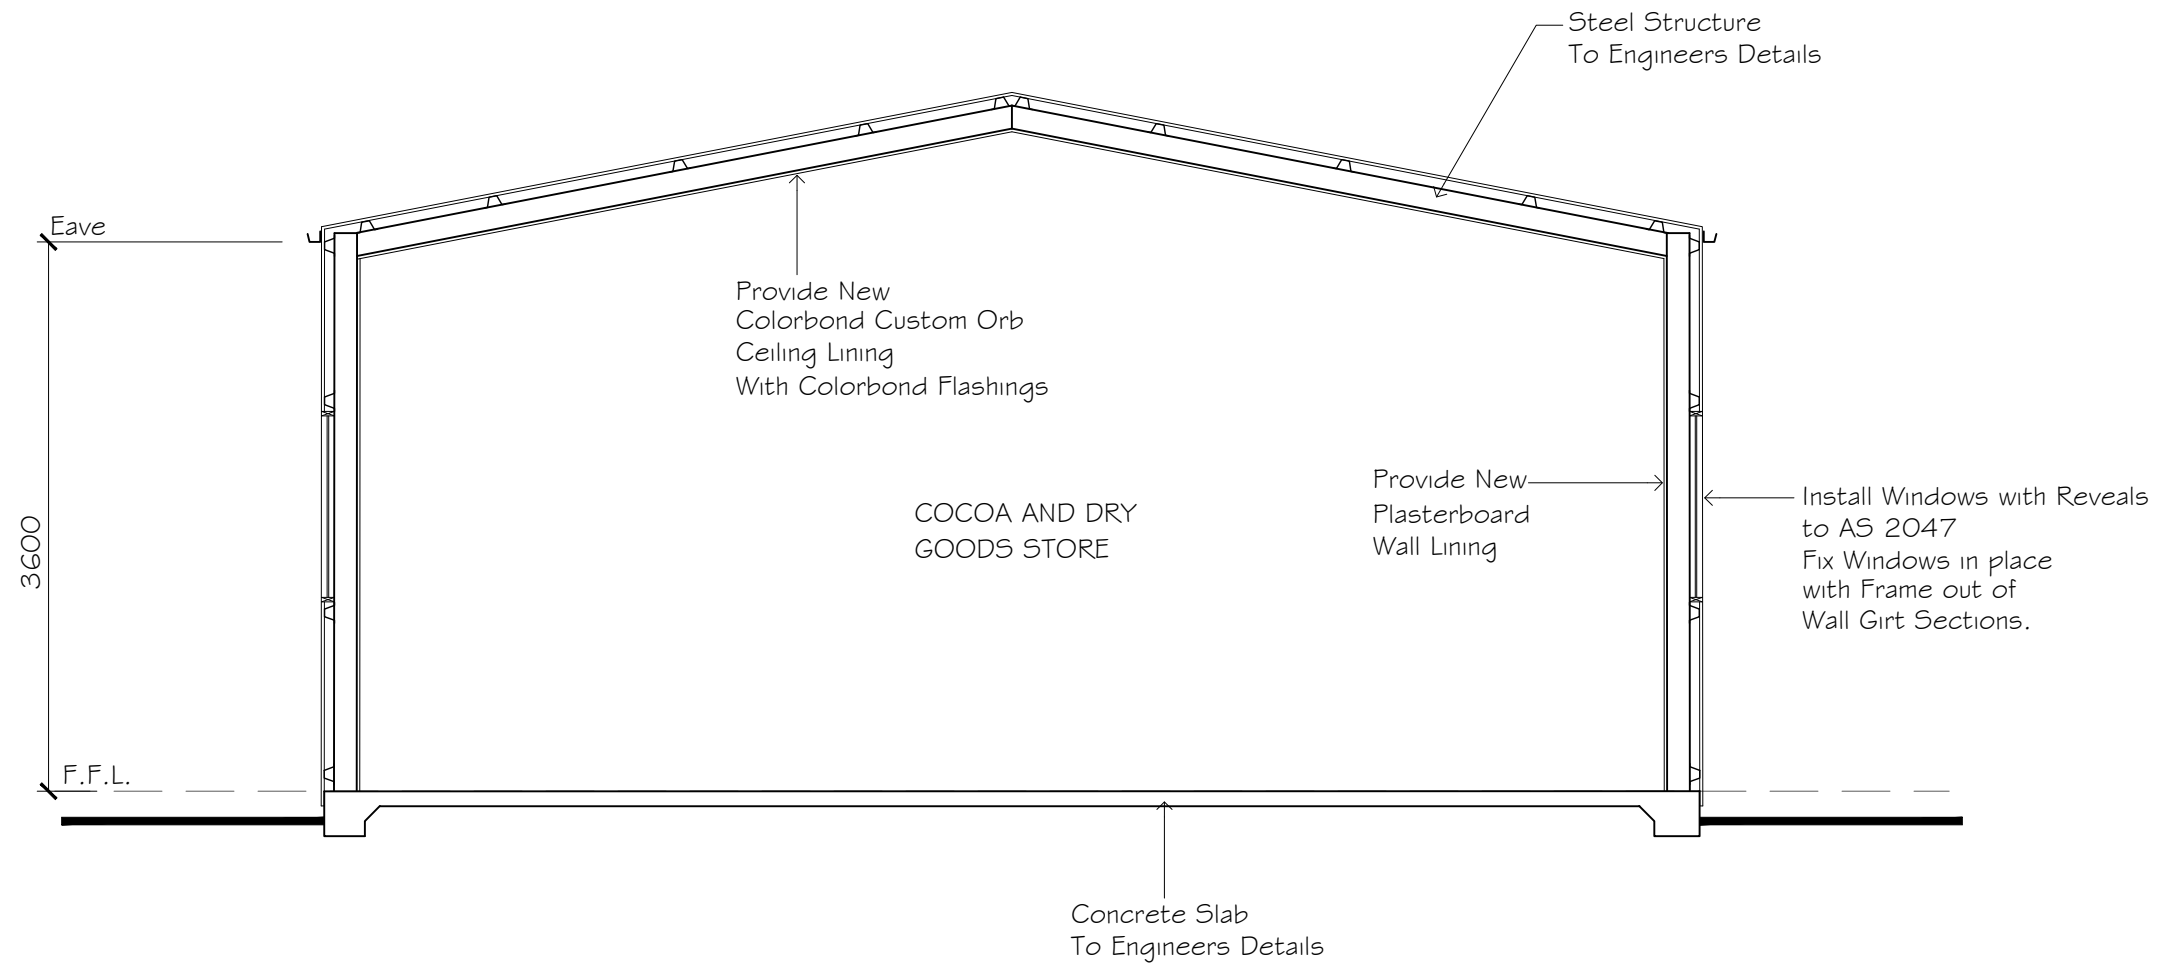 Steel Structure
To Engineers Details
Eave
Provide New
Colorbond Custom Orb
Ceiling Lining
With Colorbond Flashings
Provide New
Plasterboard
Wall Lining
Install Windows with Reveals
to AS 2047
Fix Windows in place
with Frame out of
Wall Girt Sections.
COCOA AND DRY
GOODS STORE
3600
F.F.L.
Concrete Slab
To Engineers Details